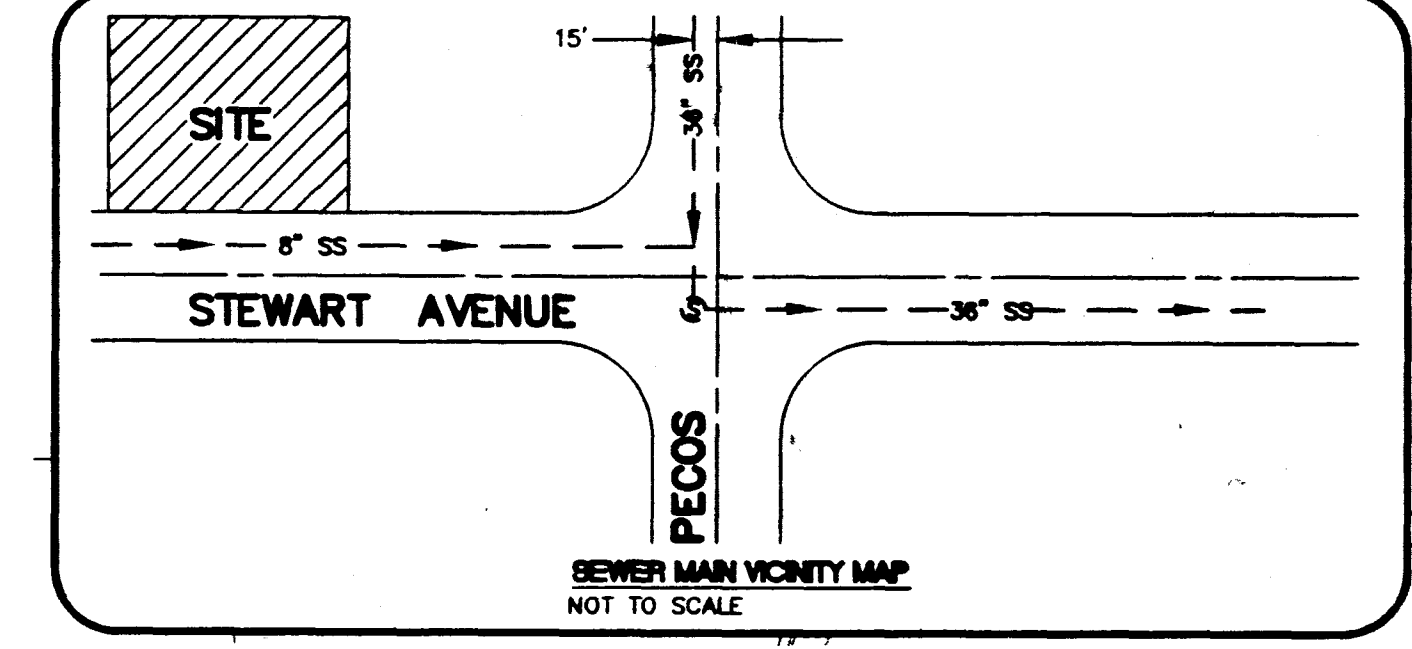 15'
36" SS
SITE
8" SS
STEWART AVENUE
36" SS
PECOS
SEWER MAIN VICINITY MAP
NOT TO SCALE